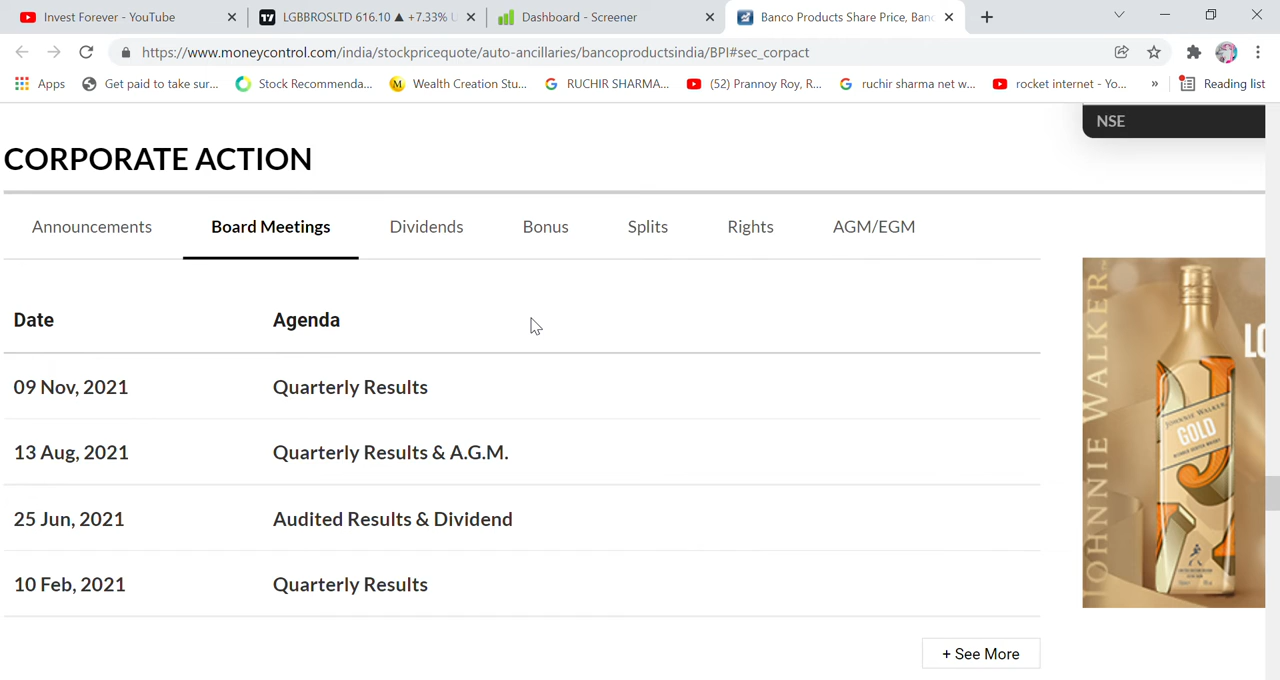 Invest Forever - YouTube
LGBBROSLTD 616.10 ▲ +7.33% U
Dashboard - Screener
Banco Products Share Price, Banc
https://www.moneycontrol.com/india/stockpricequote/auto-ancillaries/bancoproductsindia/BPI#sec_corpact
Apps
Get paid to take sur...
Stock Recommenda...
M
Wealth Creation Stu...
RUCHIR SHARMA...
(52) Prannoy Roy, R...
ruchir sharma net w...
rocket internet - Yo...
»
Reading list
NSE
CORPORATE ACTION
Announcements
Board Meetings
Dividends
Bonus
Splits
Rights
AGM/EGM
Date Agenda
09 Nov, 2021 Quarterly Results
13 Aug, 2021 Quarterly Results & A.G.M.
25 Jun, 2021 Audited Results & Dividend
10 Feb, 2021 Quarterly Results
+ See More
JOHNNIE WALKER
LO
JOHNNIE WALKER
GOLD